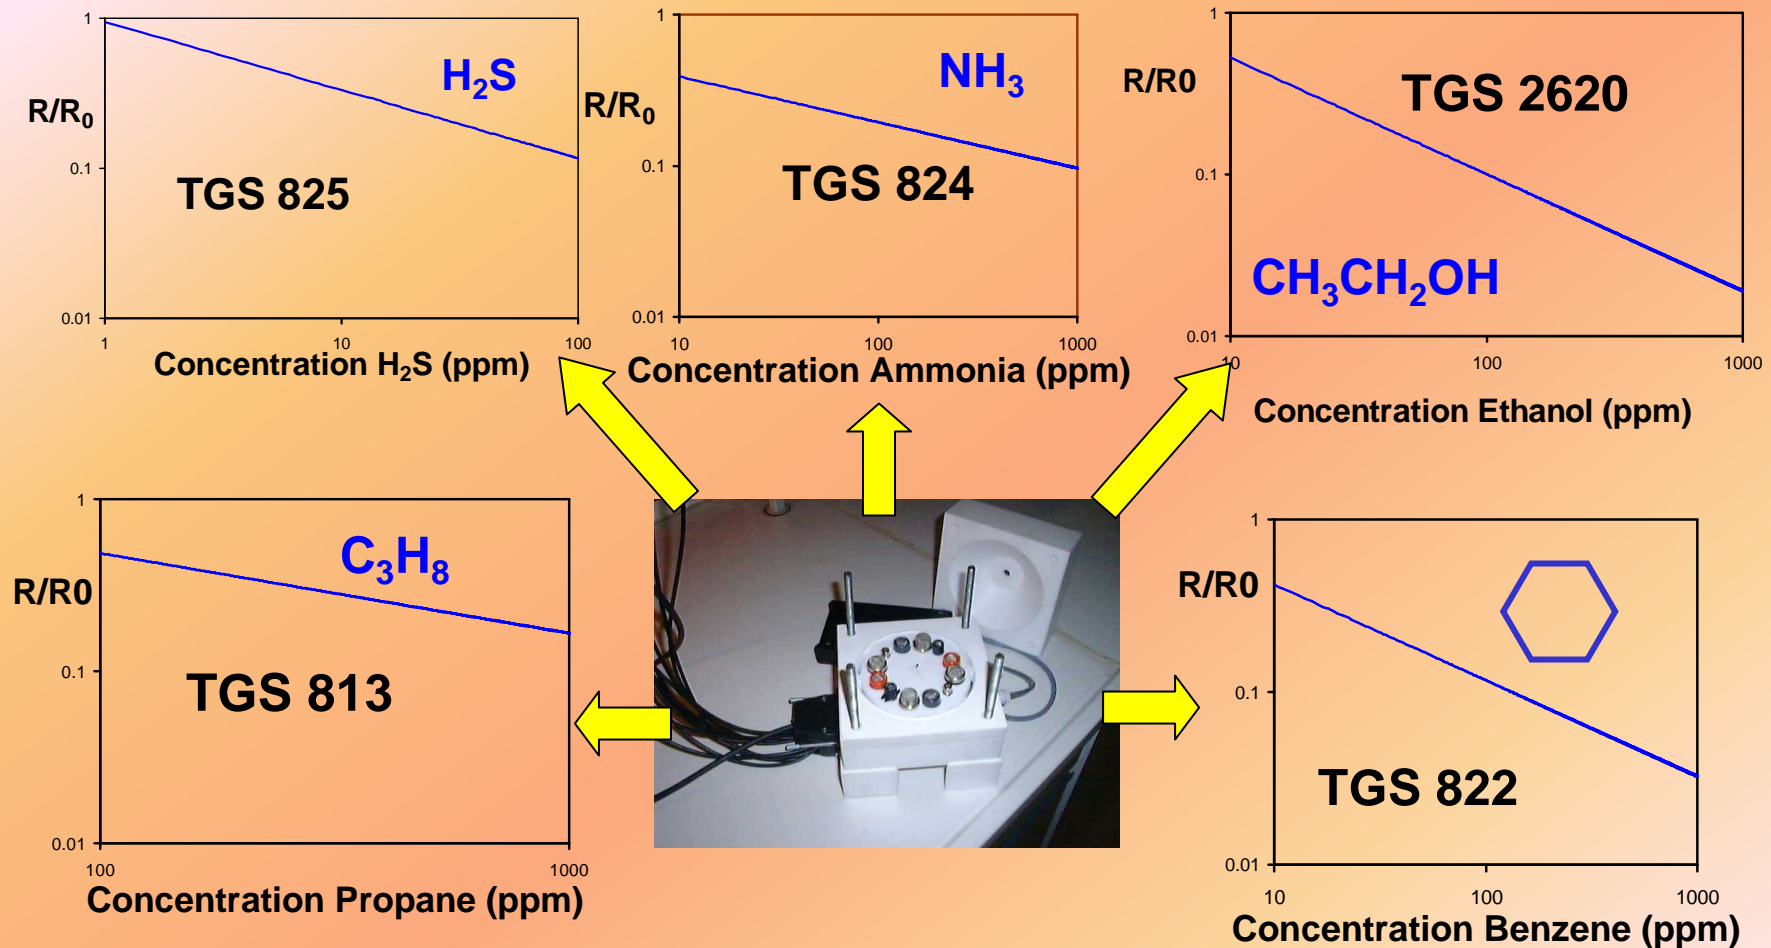 1
H₂S
R/R₀
0.1
TGS 825
0.01
1
10
100
Concentration H₂S (ppm)
1
NH₃
R/R₀
0.1
TGS 824
0.01
10
100
1000
Concentration Ammonia (ppm)
1
R/R0
TGS 2620
0.1
CH₃CH₂OH
0.01
10
100
1000
Concentration Ethanol (ppm)
1
C₃H₈
R/R0
0.1
TGS 813
0.01
100
1000
Concentration Propane (ppm)
1
R/R0
0.1
TGS 822
0.01
10
100
1000
Concentration Benzene (ppm)